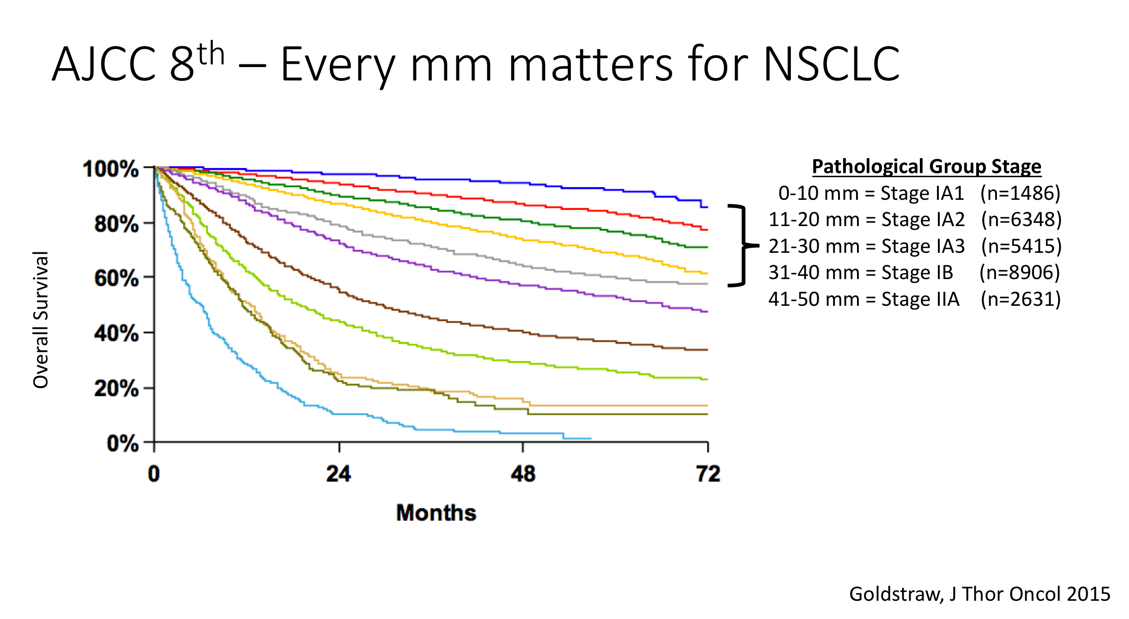 AJCC 8th – Every mm matters for NSCLC
Overall Survival
100%
80%
60%
40%
20%
0%
0 24 48 72
Months
Pathological Group Stage
0-10 mm = Stage IA1 (n=1486)
11-20 mm = Stage IA2 (n=6348)
21-30 mm = Stage IA3 (n=5415)
31-40 mm = Stage IB (n=8906)
41-50 mm = Stage IIA (n=2631)
Goldstraw, J Thor Oncol 2015